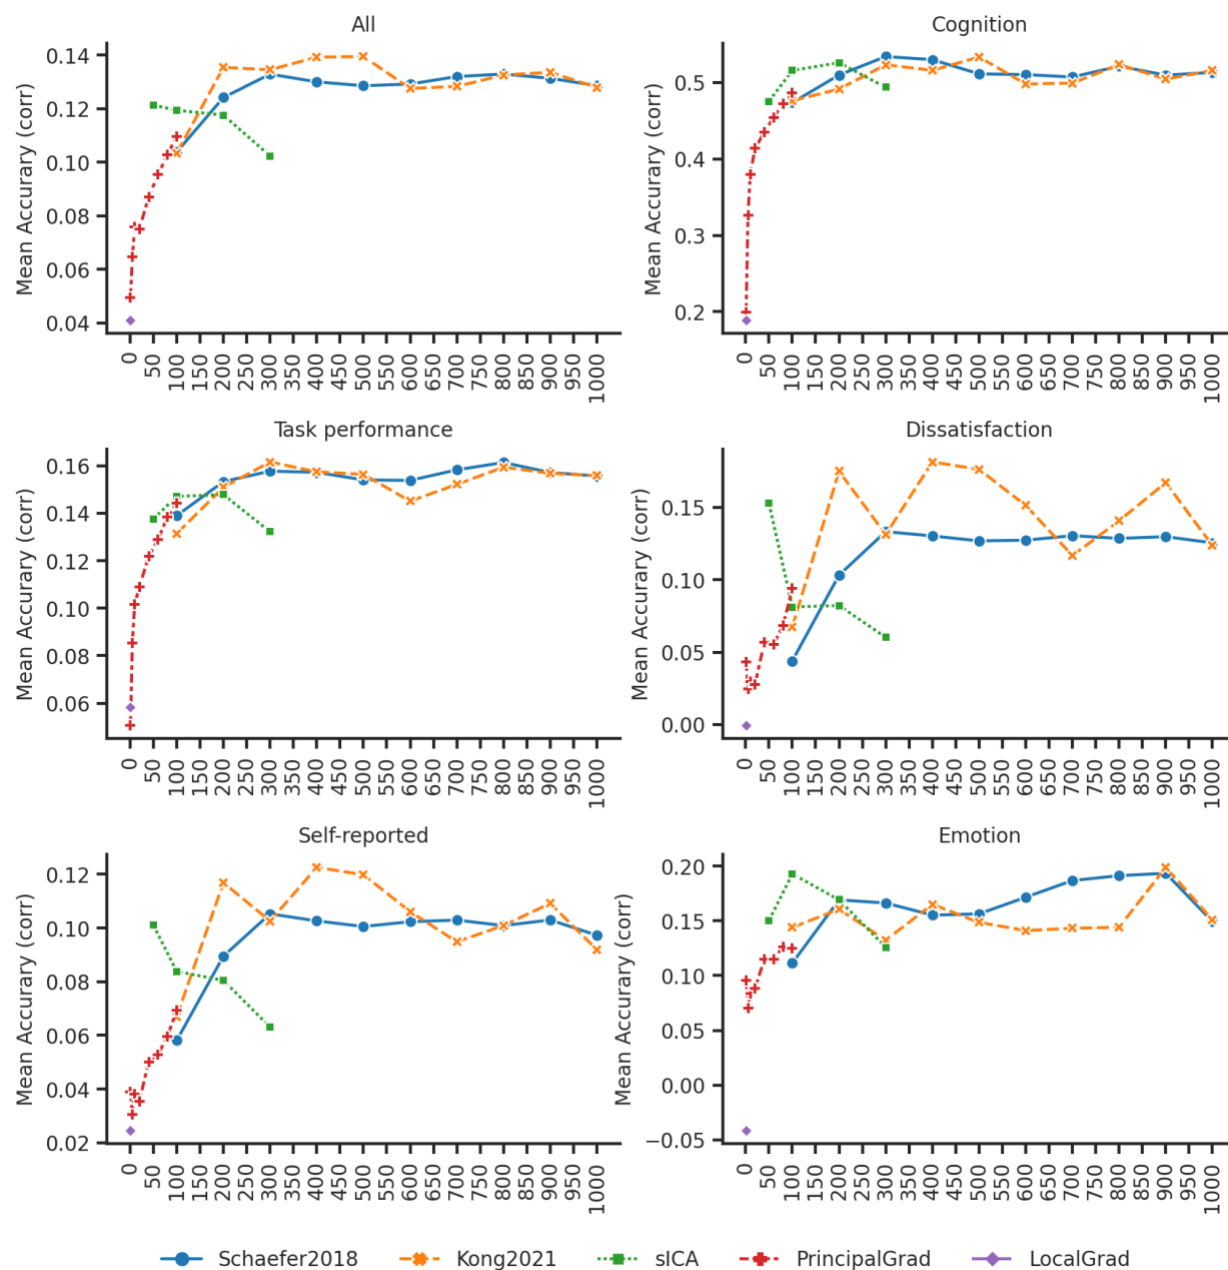 All
Mean Accurary (corr)
0.14
0.12
0.10
0.08
0.06
0.04
0 50 100 150 200 250 300 350 400 450 500 550 600 650 700 750 800 850 900 950 1000
Cognition
Mean Accurary (corr)
0.5
0.4
0.3
0.2
0 50 100 150 200 250 300 350 400 450 500 550 600 650 700 750 800 850 900 950 1000
Task performance
Mean Accurary (corr)
0.16
0.14
0.12
0.10
0.08
0.06
0 50 100 150 200 250 300 350 400 450 500 550 600 650 700 750 800 850 900 950 1000
Dissatisfaction
Mean Accurary (corr)
0.15
0.10
0.05
0.00
0 50 100 150 200 250 300 350 400 450 500 550 600 650 700 750 800 850 900 950 1000
Self-reported
Mean Accurary (corr)
0.12
0.10
0.08
0.06
0.04
0.02
0 50 100 150 200 250 300 350 400 450 500 550 600 650 700 750 800 850 900 950 1000
Emotion
Mean Accurary (corr)
0.20
0.15
0.10
0.05
0.00
−0.05
0 50 100 150 200 250 300 350 400 450 500 550 600 650 700 750 800 850 900 950 1000
Schaefer2018 Kong2021 sICA PrincipalGrad LocalGrad